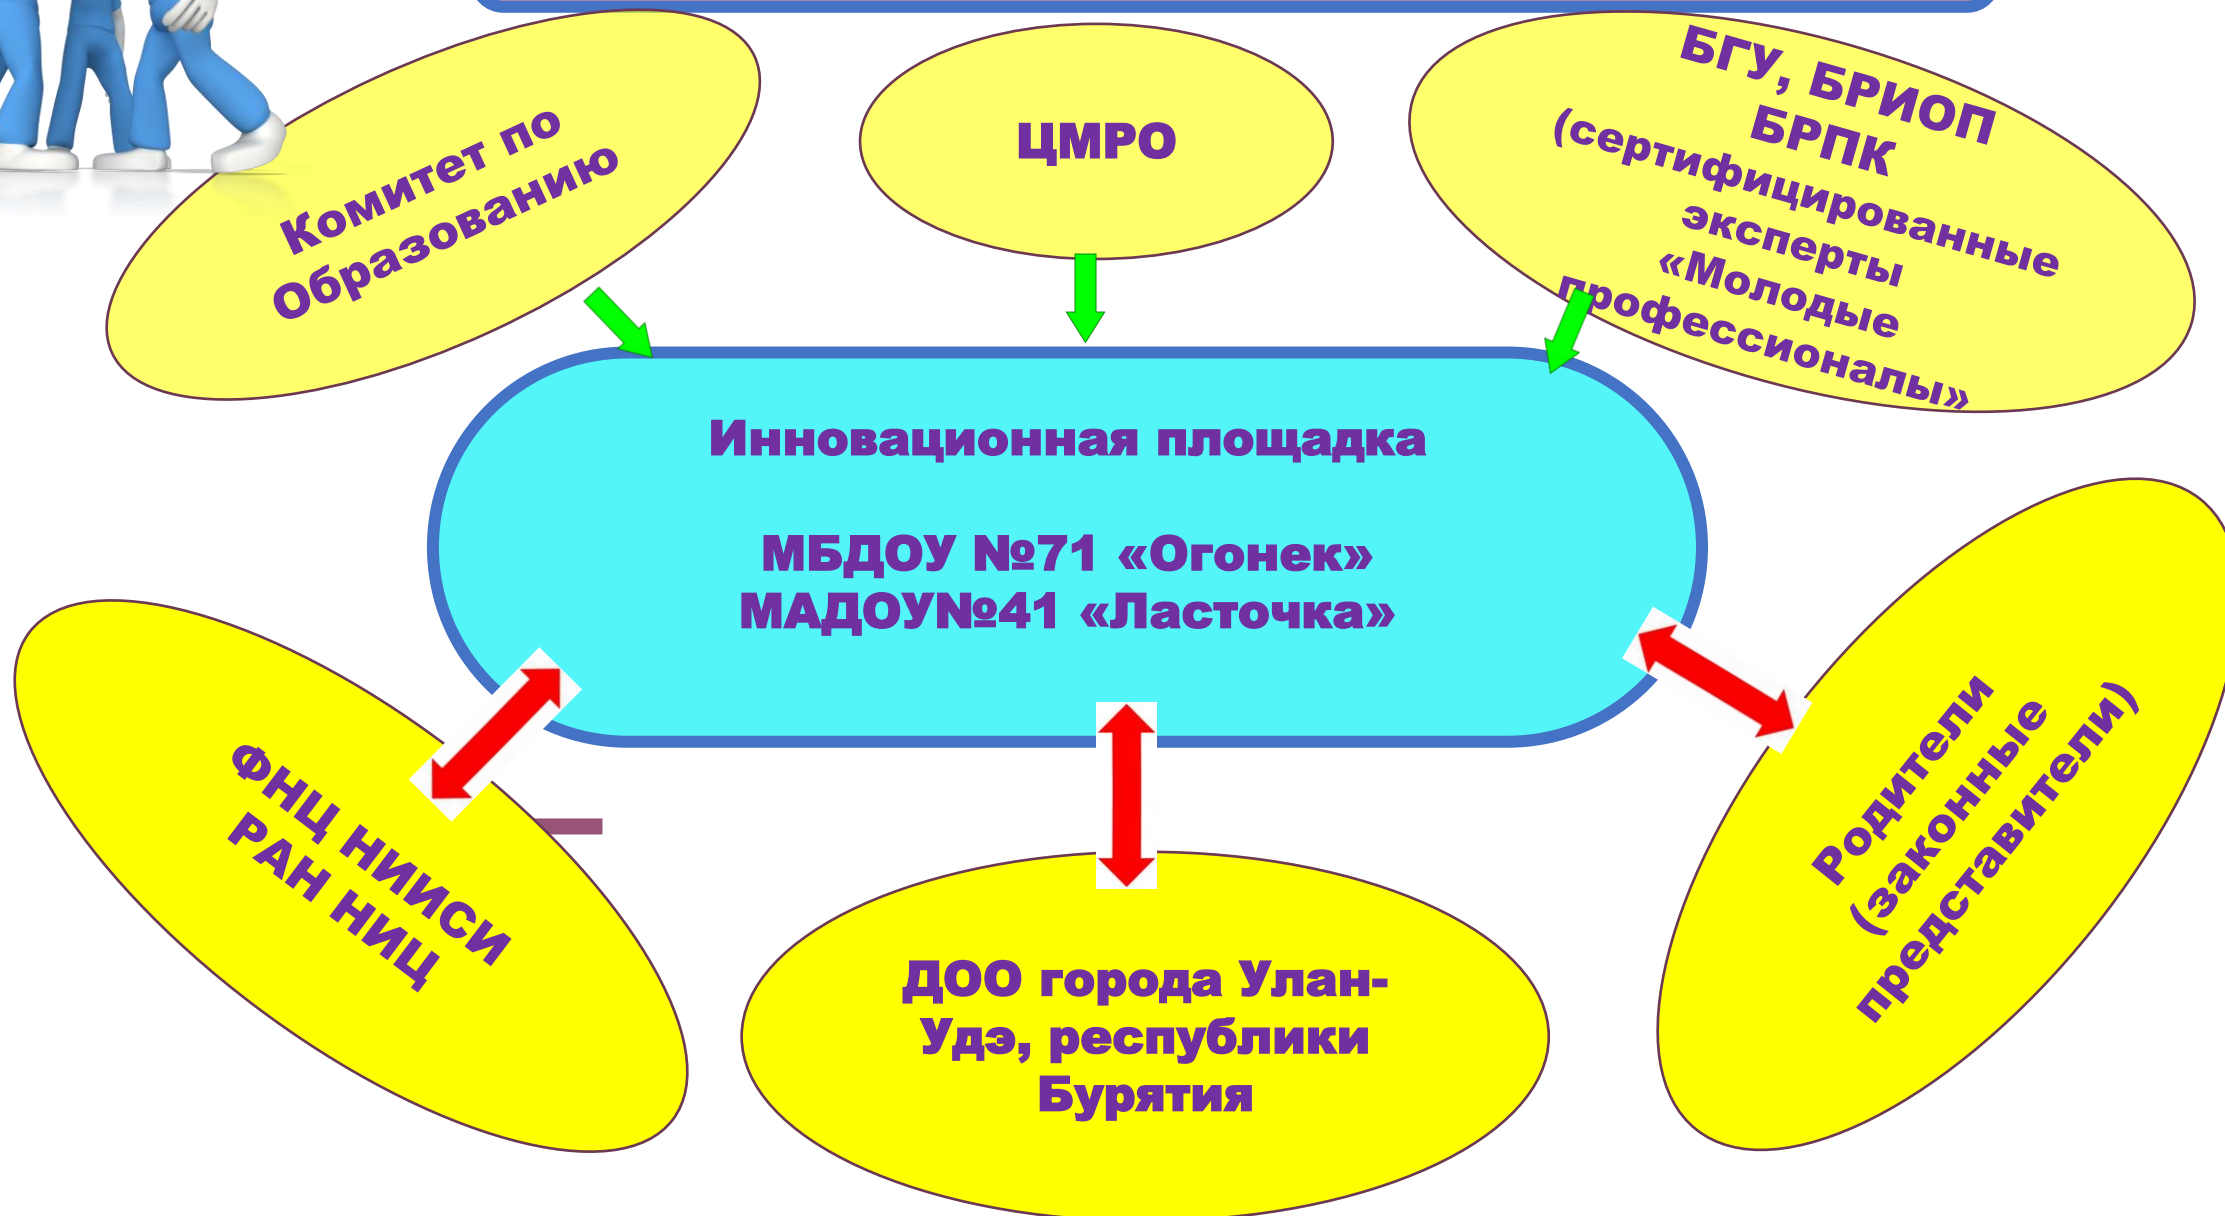 Комитет по
Образованию
ЦМРО
БГУ, БРИОП
БРПК
(сертифицированные
эксперты
«Молодые
профессионалы»
Инновационная площадка
МБДОУ №71 «Огонек»
МАДОУ№41 «Ласточка»
ФНЦ НИИСИ
РАН НИЦ
ДОО города Улан-
Удэ, республики
Бурятия
Родители
(законные
представители)